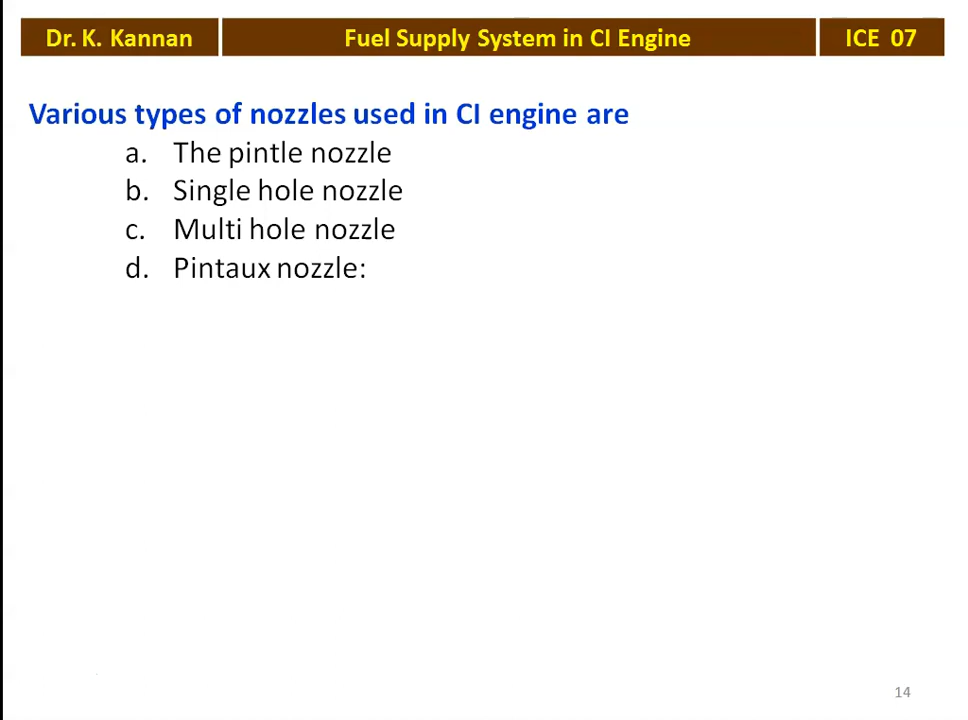 Dr. K. Kannan
Fuel Supply System in CI Engine
ICE 07
Various types of nozzles used in CI engine are
a. The pintle nozzle
b. Single hole nozzle
c. Multi hole nozzle
d. Pintaux nozzle:
14